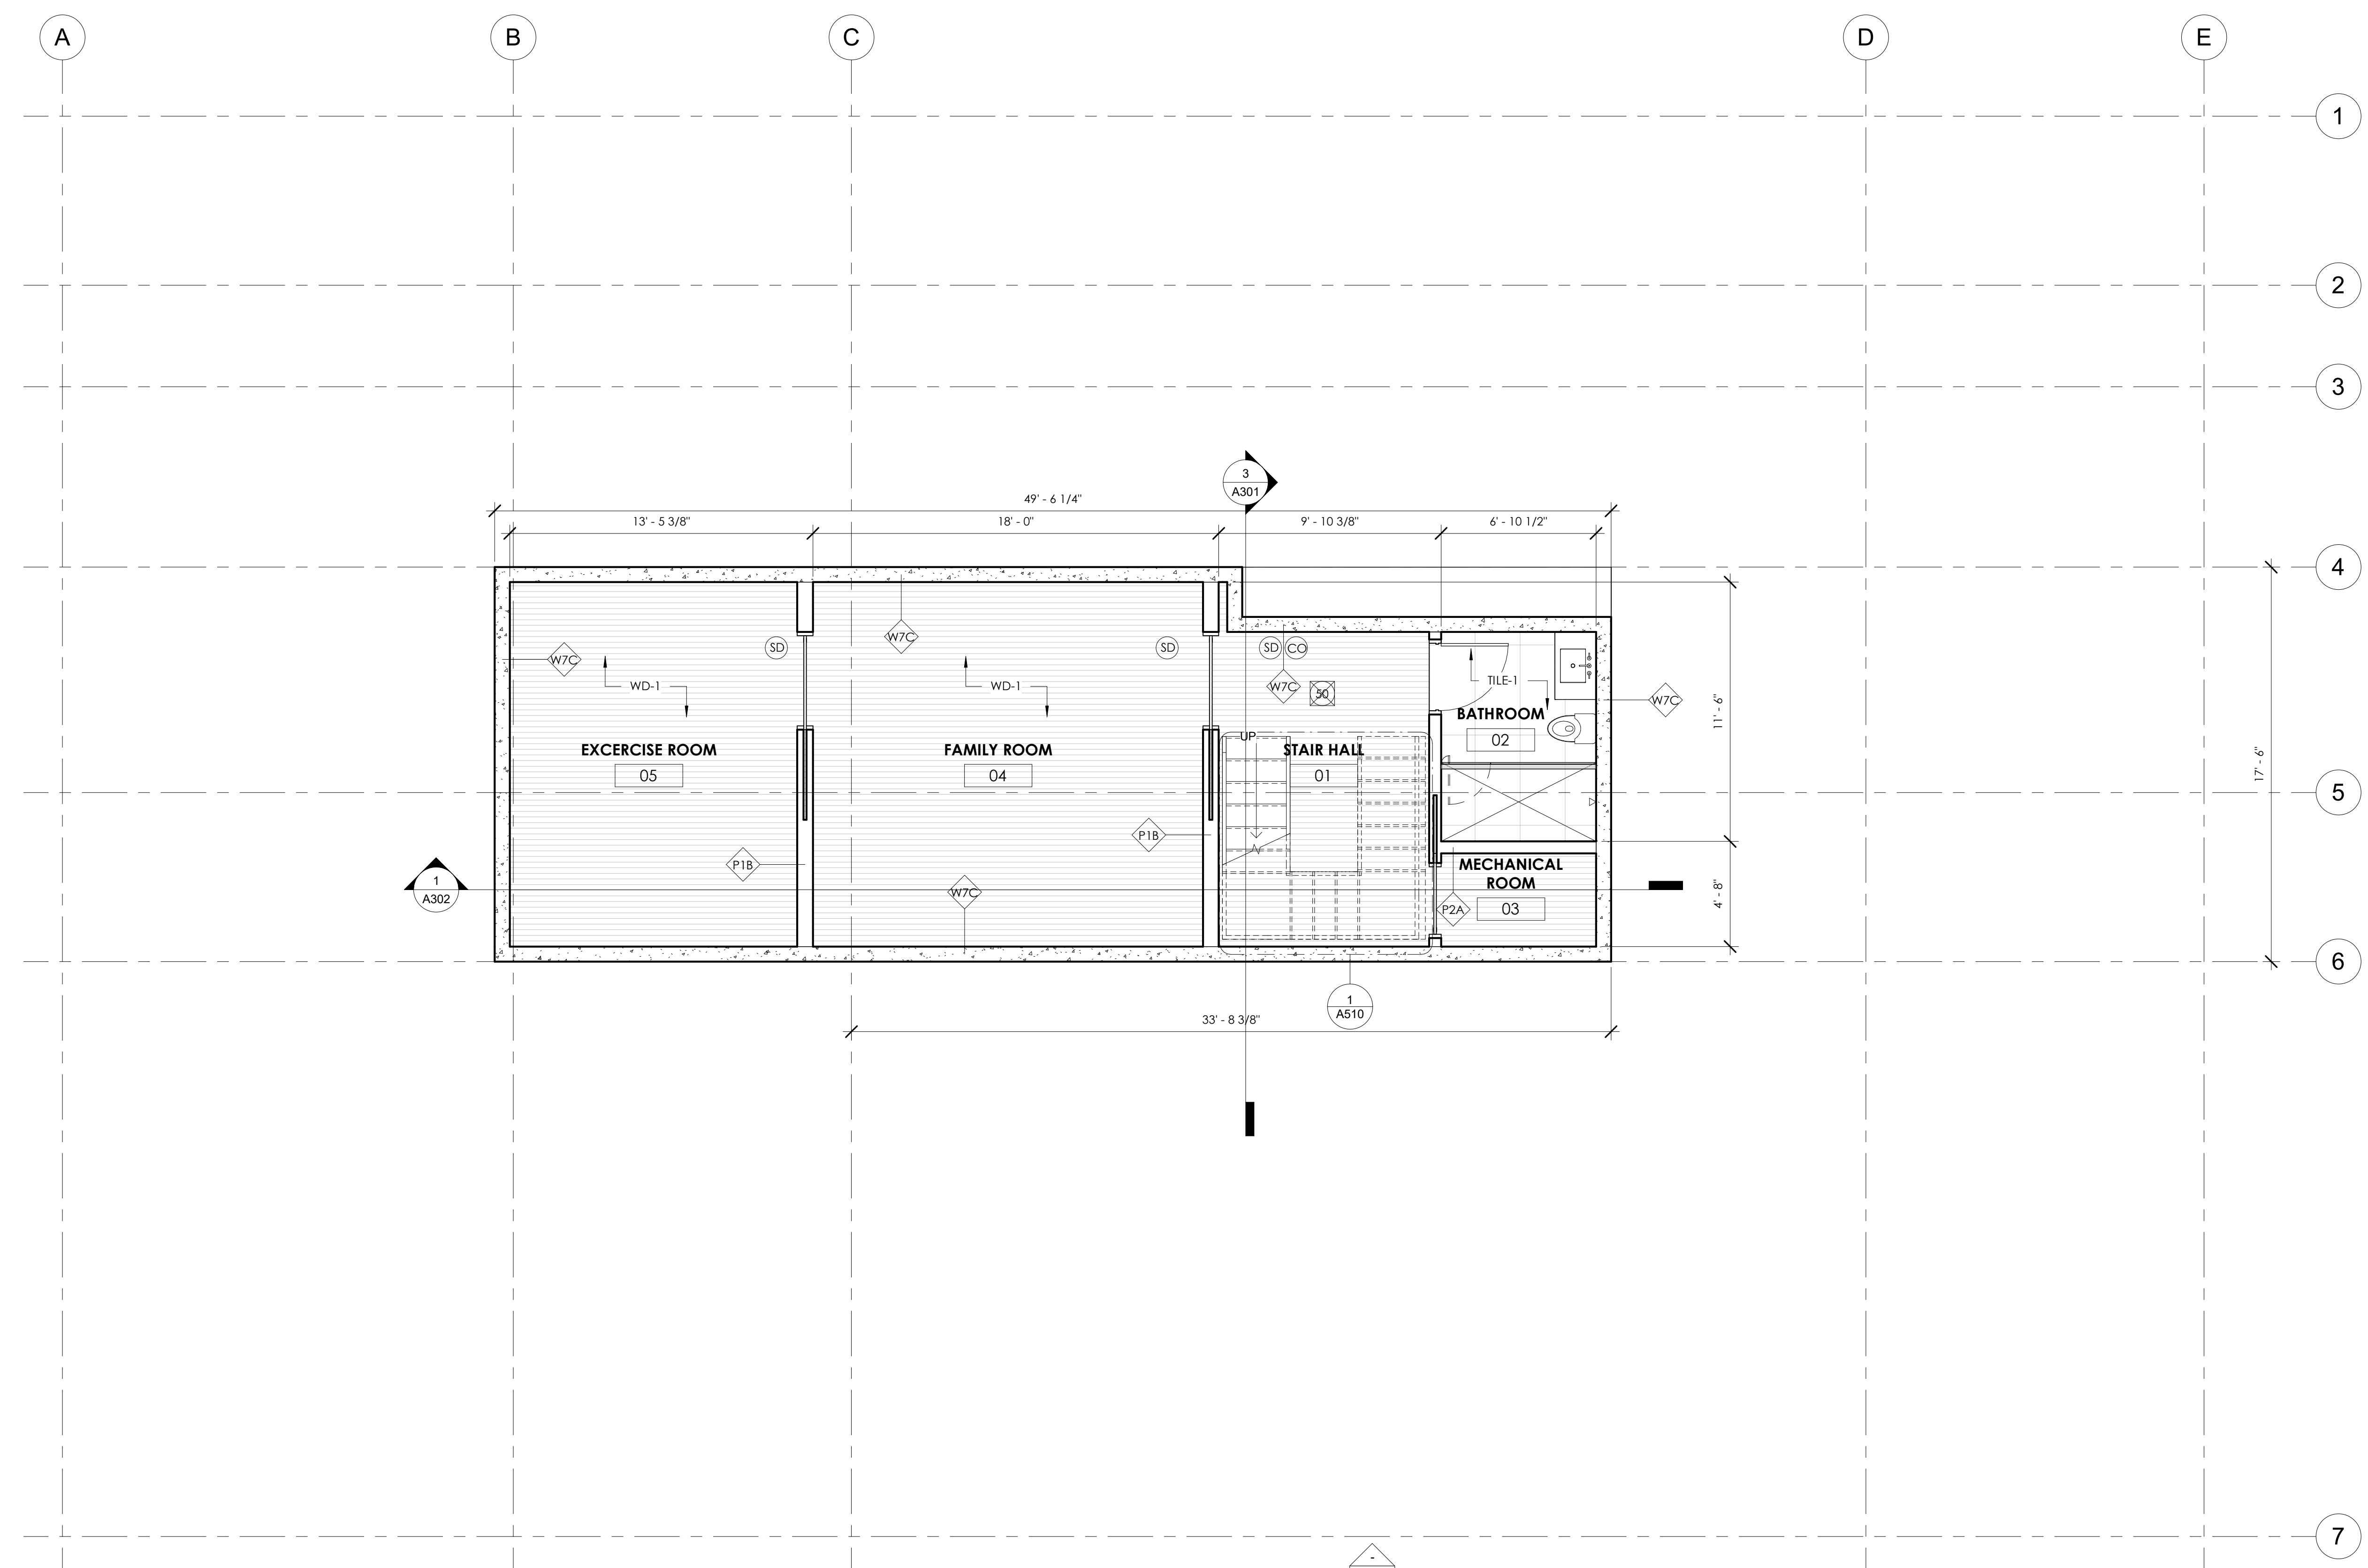 A
B
C
D
E
1
2
3
3
A301
49' - 6 1/4"
13' - 5 3/8"
18' - 0"
9' - 10 3/8"
6' - 10 1/2"
4
W7C
SD
SD
SD
CO
W7C
WD-1
WD-1
W7C
50
TILE-1
W7C
11' - 6"
BATHROOM
02
UP
EXCERCISE ROOM
05
FAMILY ROOM
04
STAIR HALL
01
17' - 6"
5
P1B
P1B
MECHANICAL
ROOM
03
1
A302
W7C
P2A
4' - 8"
6
1
A510
33' - 8 3/8"
7
-